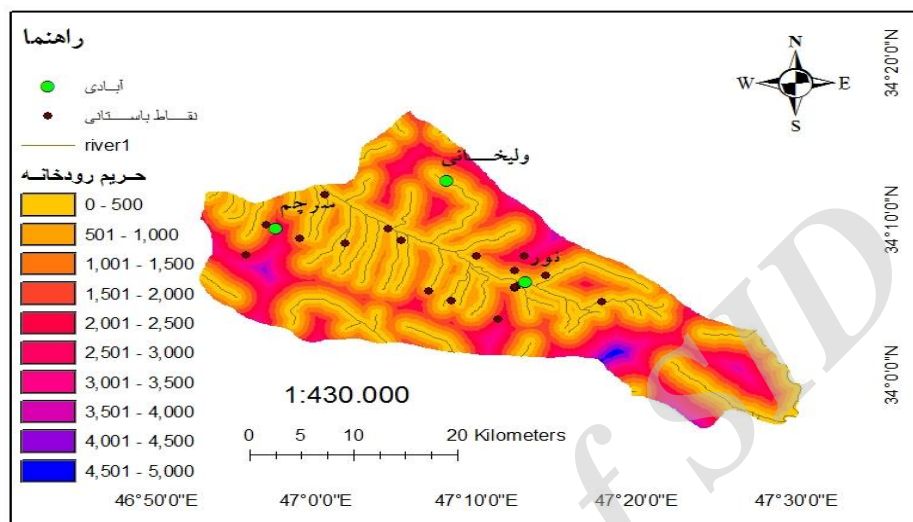 راهنما
آبادی
نقاط باستانی
river1
حریم رودخانه
0 - 500
501 - 1,000
1,001 - 1,500
1,501 - 2,000
2,001 - 2,500
2,501 - 3,000
3,001 - 3,500
3,501 - 4,000
4,001 - 4,500
4,501 - 5,000
N
W E
S
ولیخانی
سرچم
نور
1:430.000
0 5 10 20 Kilometers
46°50'0"E 47°0'0"E 47°10'0"E 47°20'0"E 47°30'0"E
34°20'0"N
34°10'0"N
34°0'0"N
f SID